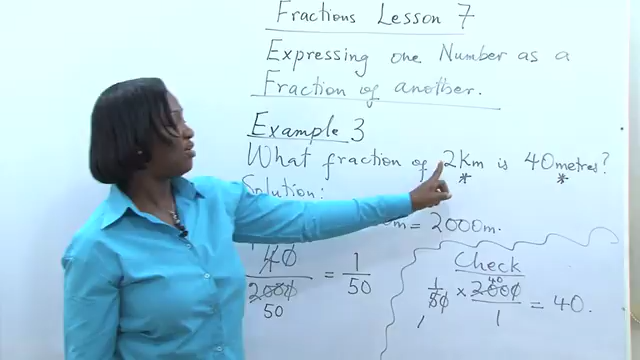 Fractions Lesson 7
Expressing one Number as a
Fraction of another.
Example 3
What fraction of 2Km is 40metres?
* *
Solution:
m = 2000m.
40/2000 = 1/50
50
Check
1/50 × 2000/1 = 40.
40